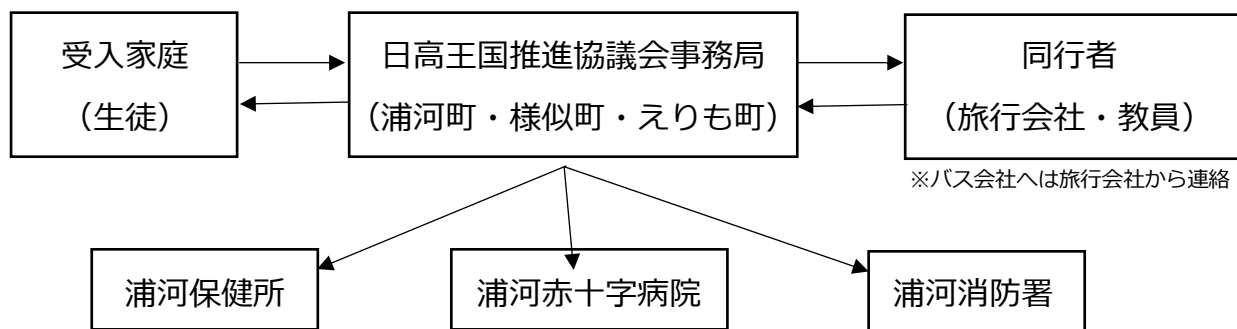 受入家庭
（生徒）
日高王国推進協議会事務局
（浦河町・様似町・えりも町）
同行者
（旅行会社・教員）
※バス会社へは旅行会社から連絡
浦河保健所
浦河赤十字病院
浦河消防署